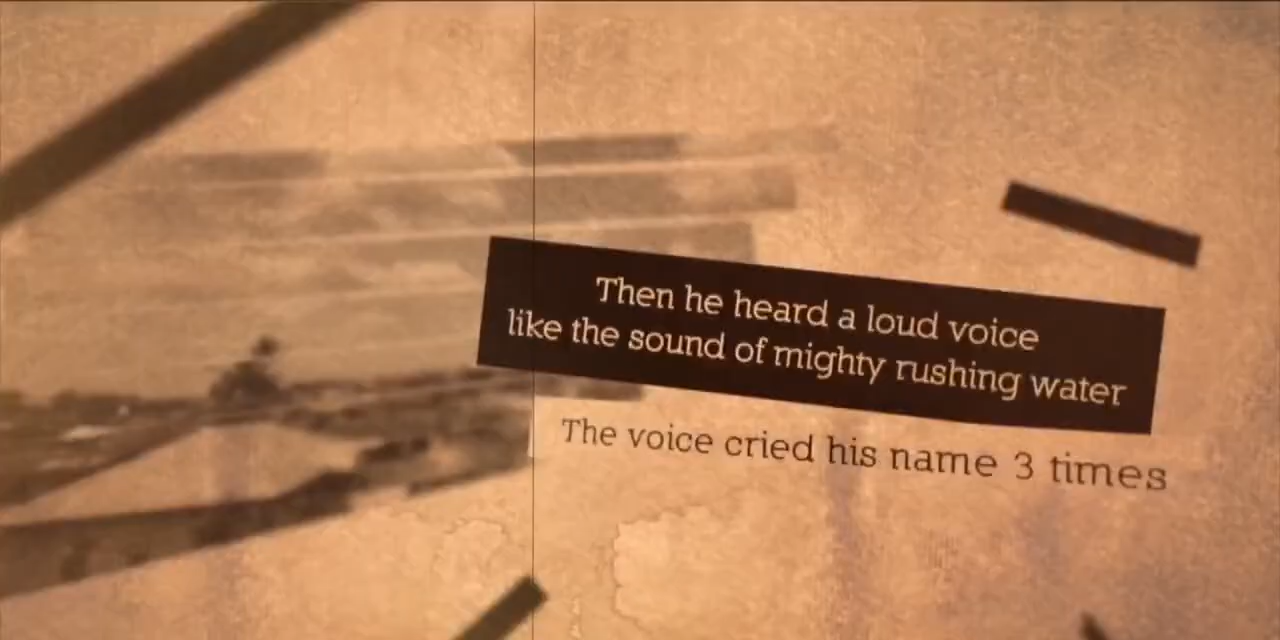 Then he heard a loud voice
like the sound of mighty rushing water
The voice cried his name 3 times